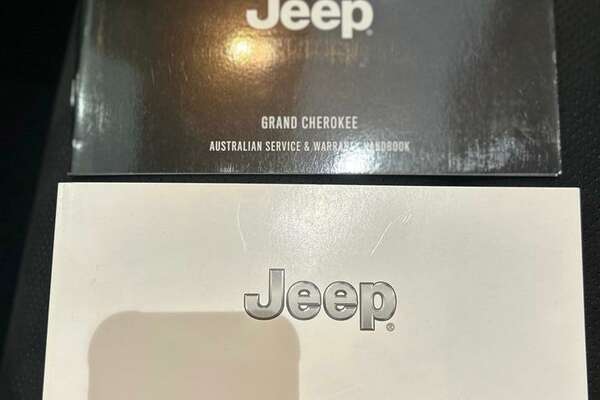 Jeep
GRAND CHEROKEE
AUSTRALIAN SERVICE & WARRANTY HANDBOOK
Jeep®